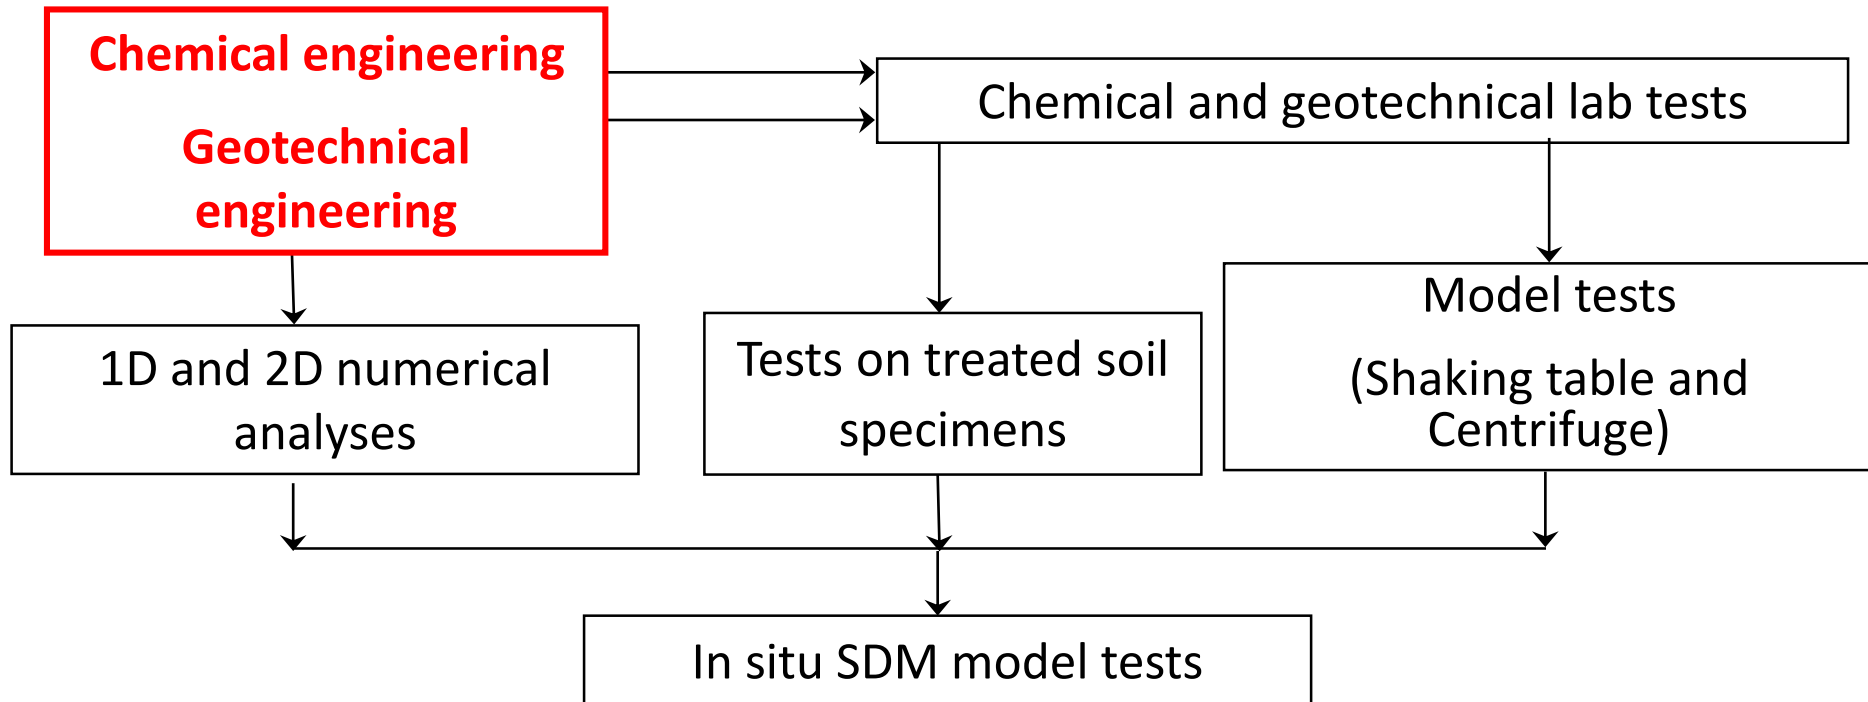 Chemical engineering
Geotechnical
engineering
Chemical and geotechnical lab tests
1D and 2D numerical
analyses
Tests on treated soil
specimens
Model tests
(Shaking table and
Centrifuge)
In situ SDM model tests